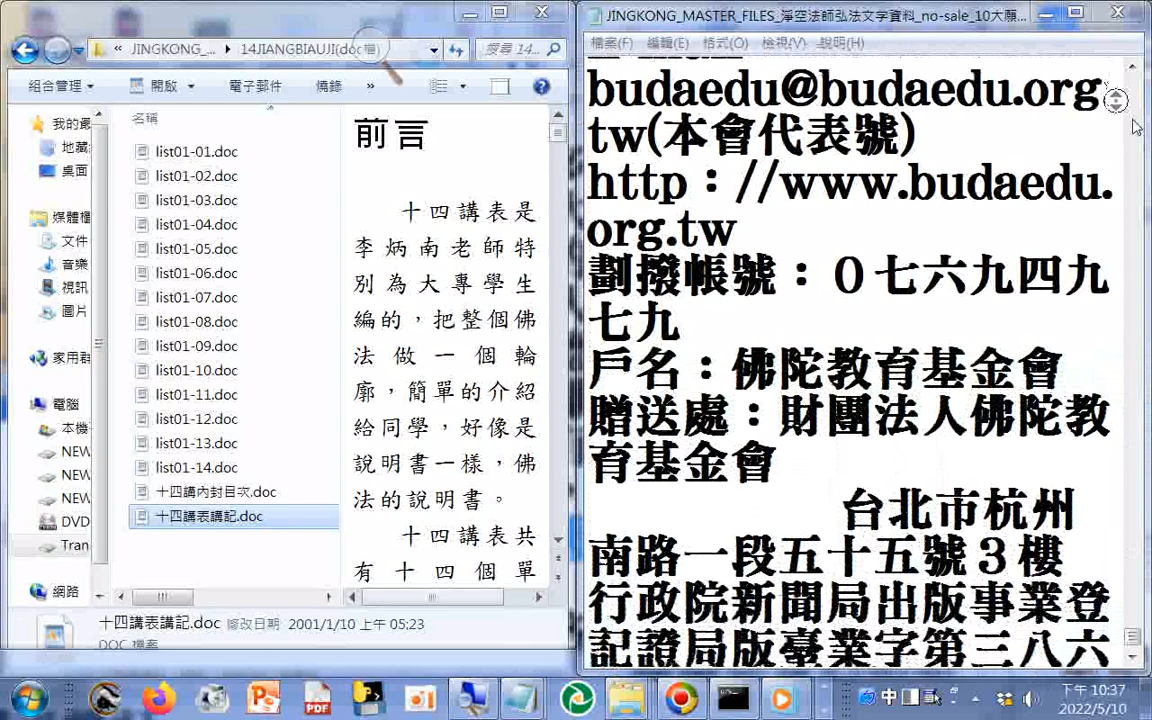 JINGKONG_... ▸ 14JIANGBIAUJI(doc檔)
搜尋 14...
組合管理 開啟 電子郵件 燒錄 »
我的最
地藏
桌面
媒體櫃
文件
音樂
視訊
圖片
家用群
電腦
本機
NEW
NEW
NEW
DVD
Tran
網路
名稱
list01-01.doc
list01-02.doc
list01-03.doc
list01-04.doc
list01-05.doc
list01-06.doc
list01-07.doc
list01-08.doc
list01-09.doc
list01-10.doc
list01-11.doc
list01-12.doc
list01-13.doc
list01-14.doc
十四講內封目次.doc
十四講表講記.doc
前言
十四講表是
李炳南老師特
別為大專學生
編的，把整個佛
法做一個輪
廓，簡單的介紹
給同學，好像是
說明書一樣，佛
法的說明書。
十四講表共
有十四個單
十四講表講記.doc 修改日期 2001/1/10 上午 05:23
DOC 檔案
JINGKONG_MASTER_FILES_淨空法師弘法文字資料_no-sale_10大願...
檔案(F) 編輯(E) 格式(O) 檢視(V) 說明(H)
budaedu@budaedu.org
tw(本會代表號)
http：//www.budaedu.
org.tw
劃撥帳號：０七六九四九
七九
戶名：佛陀教育基金會
贈送處：財團法人佛陀教
育基金會
台北市杭州
南路一段五十五號３樓
行政院新聞局出版事業登
記證局版臺業字第三八六
中
下午 10:37
2022/5/10